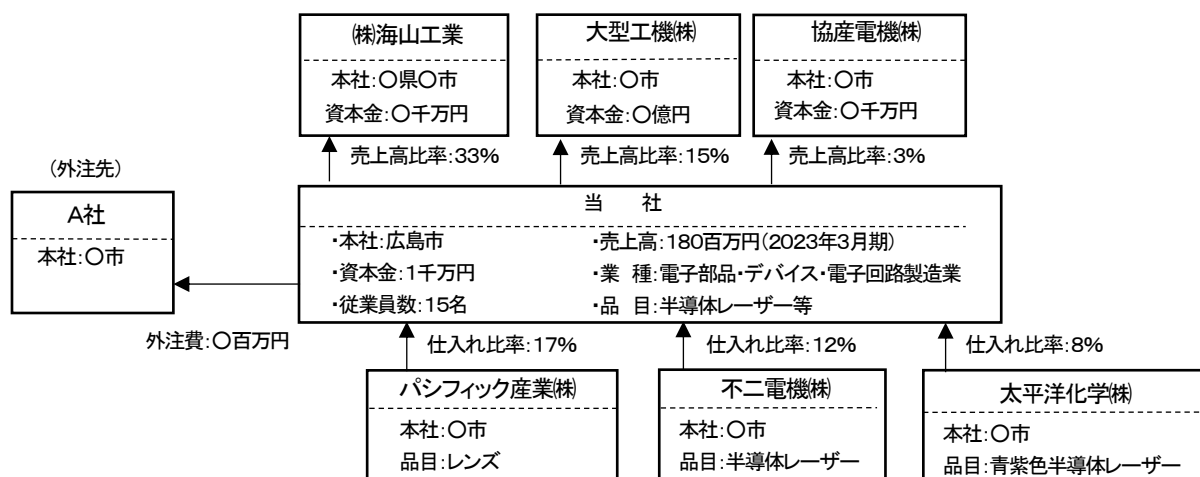 ㈱海山工業
本社:〇県〇市
資本金:〇千万円
大型工機㈱
本社:〇市
資本金:〇億円
協産電機㈱
本社:〇市
資本金:〇千万円
売上高比率:33%
売上高比率:15%
売上高比率:3%
(外注先)
A社
本社:〇市
外注費:〇百万円
当 社
・本社:広島市
・資本金:1千万円
・従業員数:15名
・売上高:180百万円(2023年3月期)
・業 種:電子部品・デバイス・電子回路製造業
・品 目:半導体レーザー等
仕入れ比率:17%
仕入れ比率:12%
仕入れ比率:8%
パシフィック産業㈱
本社:〇市
品目:レンズ
不二電機㈱
本社:〇市
品目:半導体レーザー
太平洋化学㈱
本社:〇市
品目:青紫色半導体レーザー